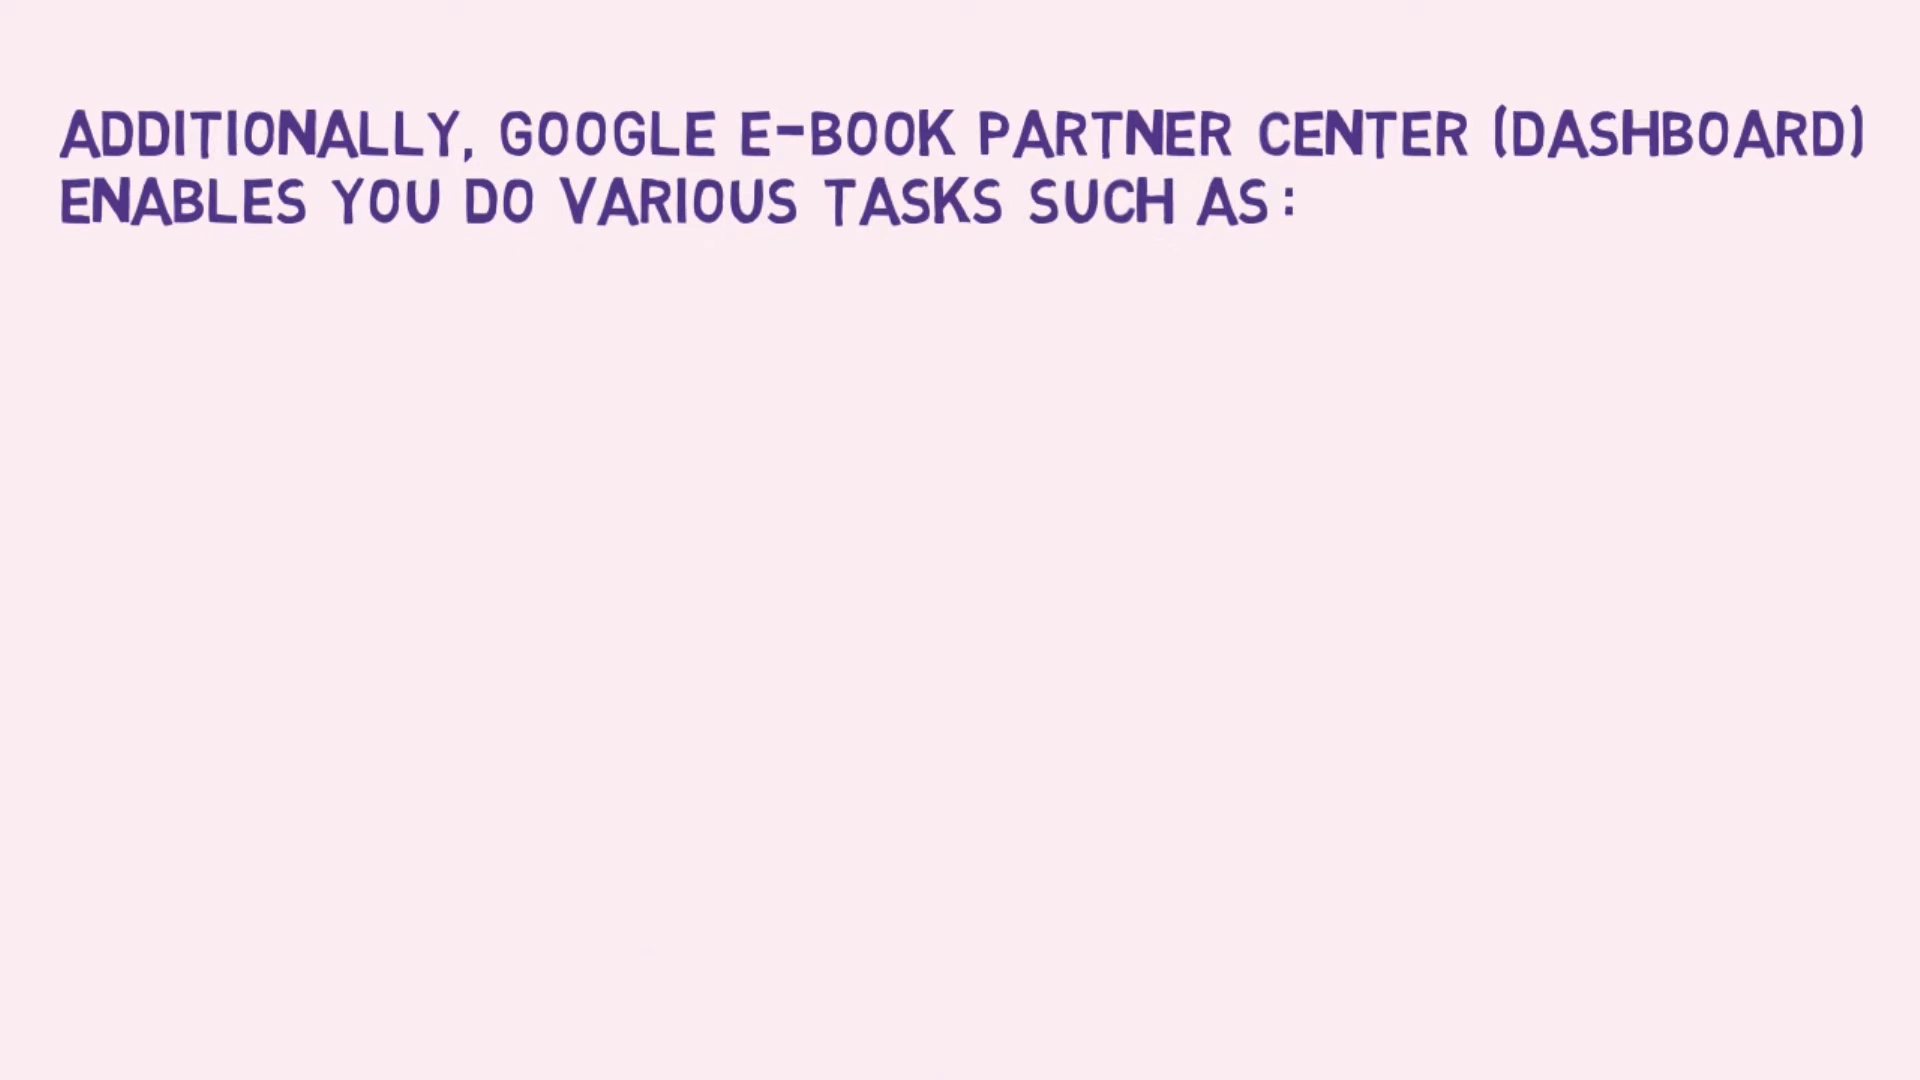 ADDITIONALLY, GOOGLE E-BOOK PARTNER CENTER (DASHBOARD)
ENABLES YOU DO VARIOUS TASKS SUCH AS: